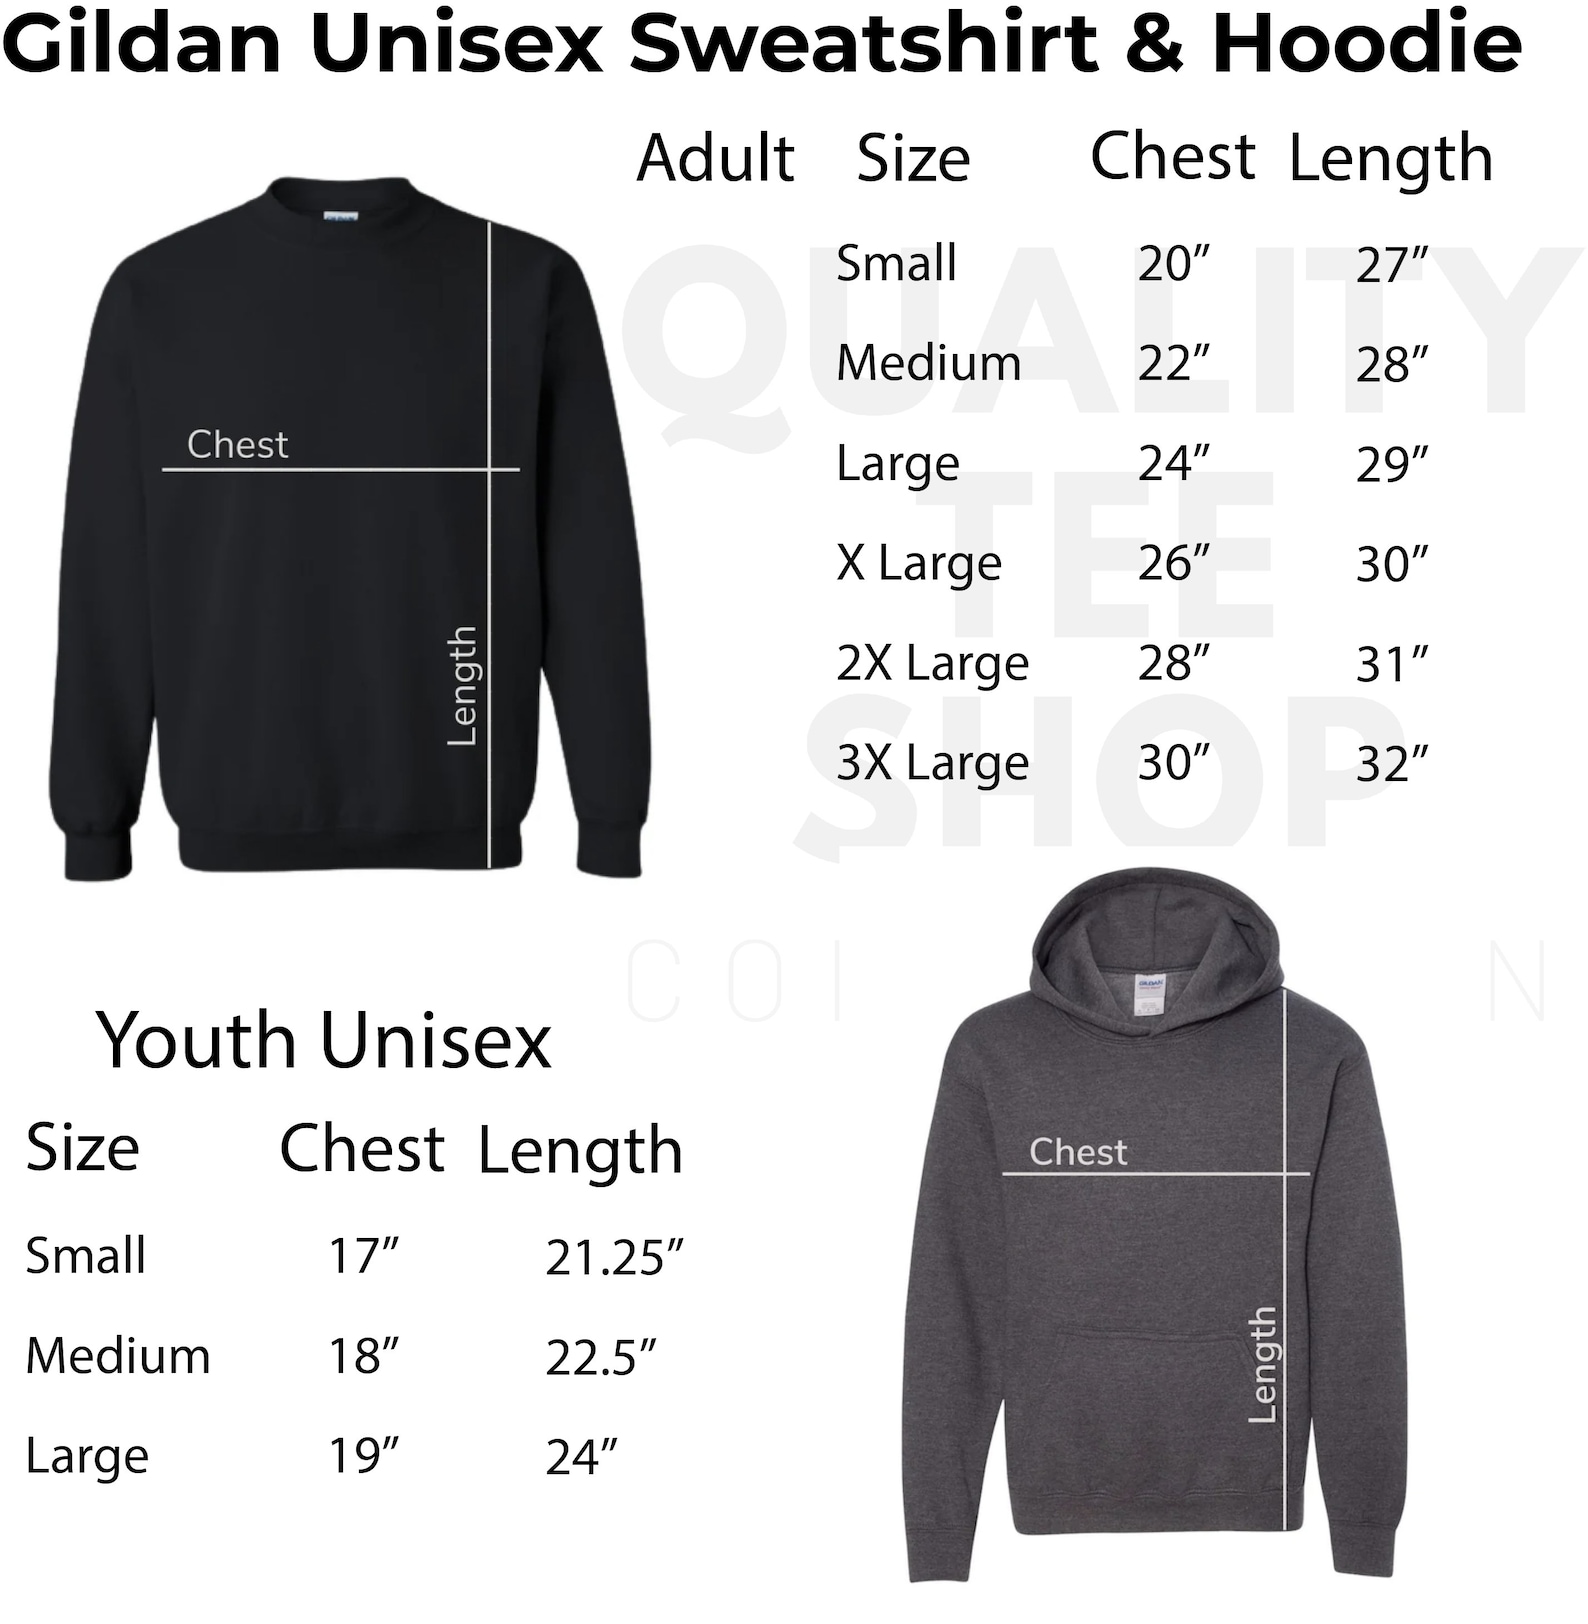 Gildan Unisex Sweatshirt & Hoodie
Adult Size Chest Length
Small 20” 27”
Medium 22” 28”
Large 24” 29”
X Large 26” 30”
2X Large 28” 31”
3X Large 30” 32”
QUALITY
TEE
SHOP
Chest
Length
Youth Unisex
Size Chest Length
Small 17” 21.25”
Medium 18” 22.5”
Large 19” 24”
GILDAN
Chest
Length